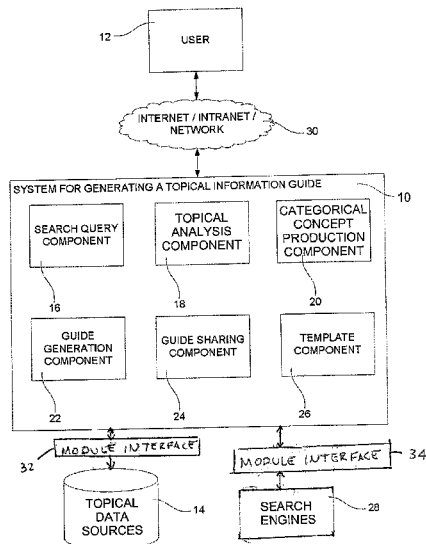 12
USER
INTERNET / INTRANET /
NETWORK
30
SYSTEM FOR GENERATING A TOPICAL INFORMATION GUIDE
10
SEARCH QUERY
COMPONENT
16
TOPICAL
ANALYSIS
COMPONENT
18
CATEGORICAL
CONCEPT
PRODUCTION
COMPONENT
20
GUIDE
GENERATION
COMPONENT
22
GUIDE SHARING
COMPONENT
24
TEMPLATE
COMPONENT
26
32
MODULE INTERFACE
MODULE INTERFACE
34
TOPICAL
DATA
SOURCES
14
SEARCH
ENGINES
28